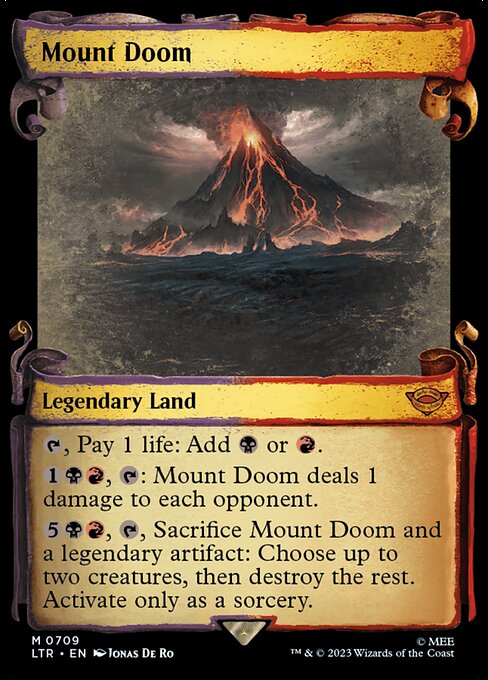 Mount Doom
Legendary Land
, Pay 1 life: Add or .
1 , : Mount Doom deals 1
damage to each opponent.
5 , , Sacrifice Mount Doom and
a legendary artifact: Choose up to
two creatures, then destroy the rest.
Activate only as a sorcery.
M 0709
LTR • EN Jonas De Ro
© MEE
™ & © 2023 Wizards of the Coast